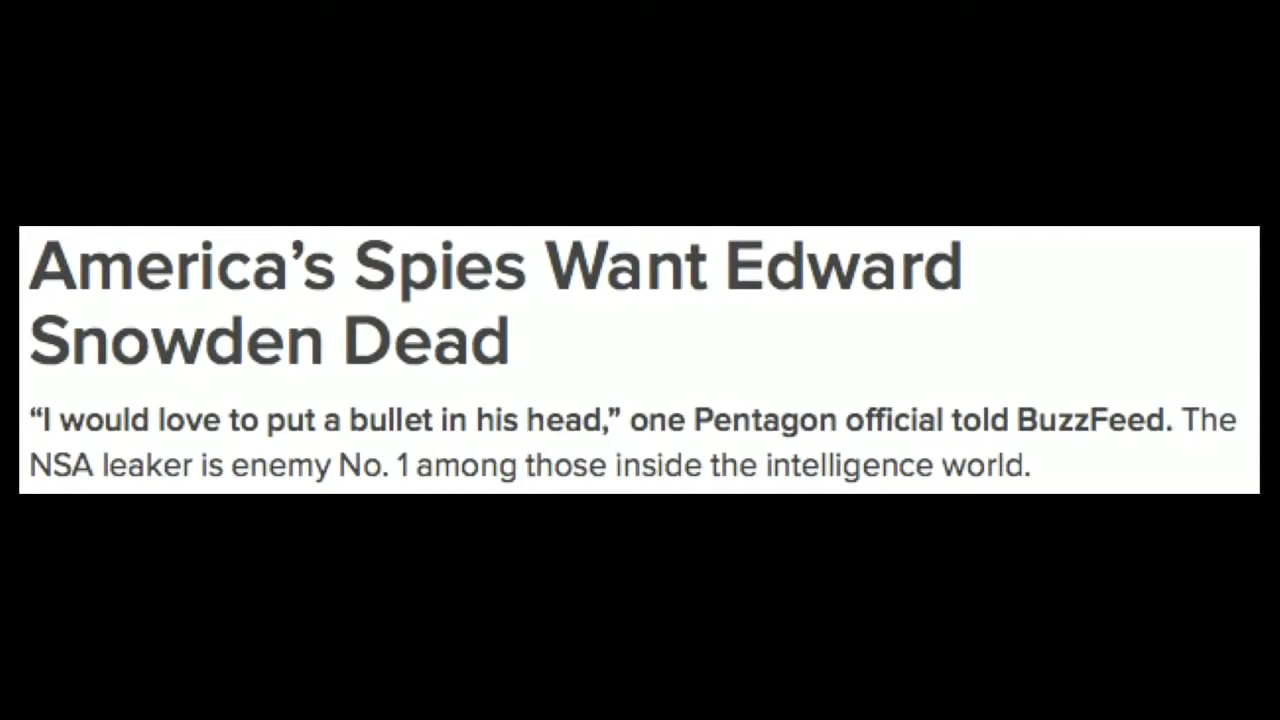 America’s Spies Want Edward
Snowden Dead
“I would love to put a bullet in his head,” one Pentagon official told BuzzFeed. The
NSA leaker is enemy No. 1 among those inside the intelligence world.